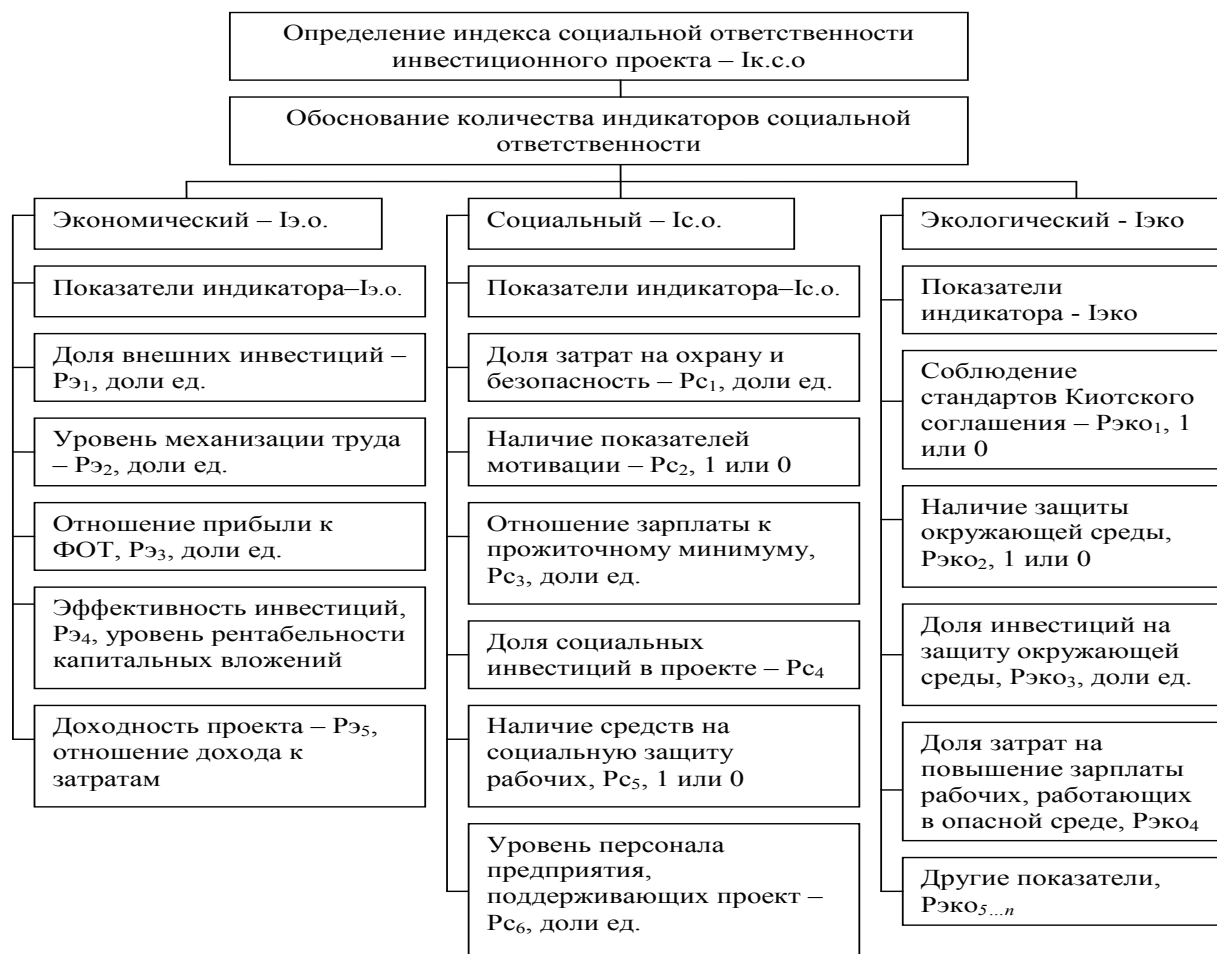 Определение индекса социальной ответственности
инвестиционного проекта – Iк.с.о
Обоснование количества индикаторов социальной
ответственности
Экономический – Iэ.о.
Показатели индикатора–Iэ.о.
Доля внешних инвестиций –
Рэ₁, доли ед.
Уровень механизации труда
– Рэ₂, доли ед.
Отношение прибыли к
ФОТ, Рэ₃, доли ед.
Эффективность инвестиций,
Рэ₄, уровень рентабельности
капитальных вложений
Доходность проекта – Рэ₅,
отношение дохода к
затратам
Социальный – Iс.о.
Показатели индикатора–Iс.о.
Доля затрат на охрану и
безопасность – Рс₁, доли ед.
Наличие показателей
мотивации – Рс₂, 1 или 0
Отношение зарплаты к
прожиточному минимуму,
Рс₃, доли ед.
Доля социальных
инвестиций в проекте – Рс₄
Наличие средств на
социальную защиту
рабочих, Рс₅, 1 или 0
Уровень персонала
предприятия,
поддерживающих проект –
Рс₆, доли ед.
Экологический - Iэко
Показатели
индикатора - Iэко
Соблюдение
стандартов Киотского
соглашения – Рэко₁, 1
или 0
Наличие защиты
окружающей среды,
Рэко₂, 1 или 0
Доля инвестиций на
защиту окружающей
среды, Рэко₃, доли ед.
Доля затрат на
повышение зарплаты
рабочих, работающих
в опасной среде, Рэко₄
Другие показатели,
Рэко₅...n